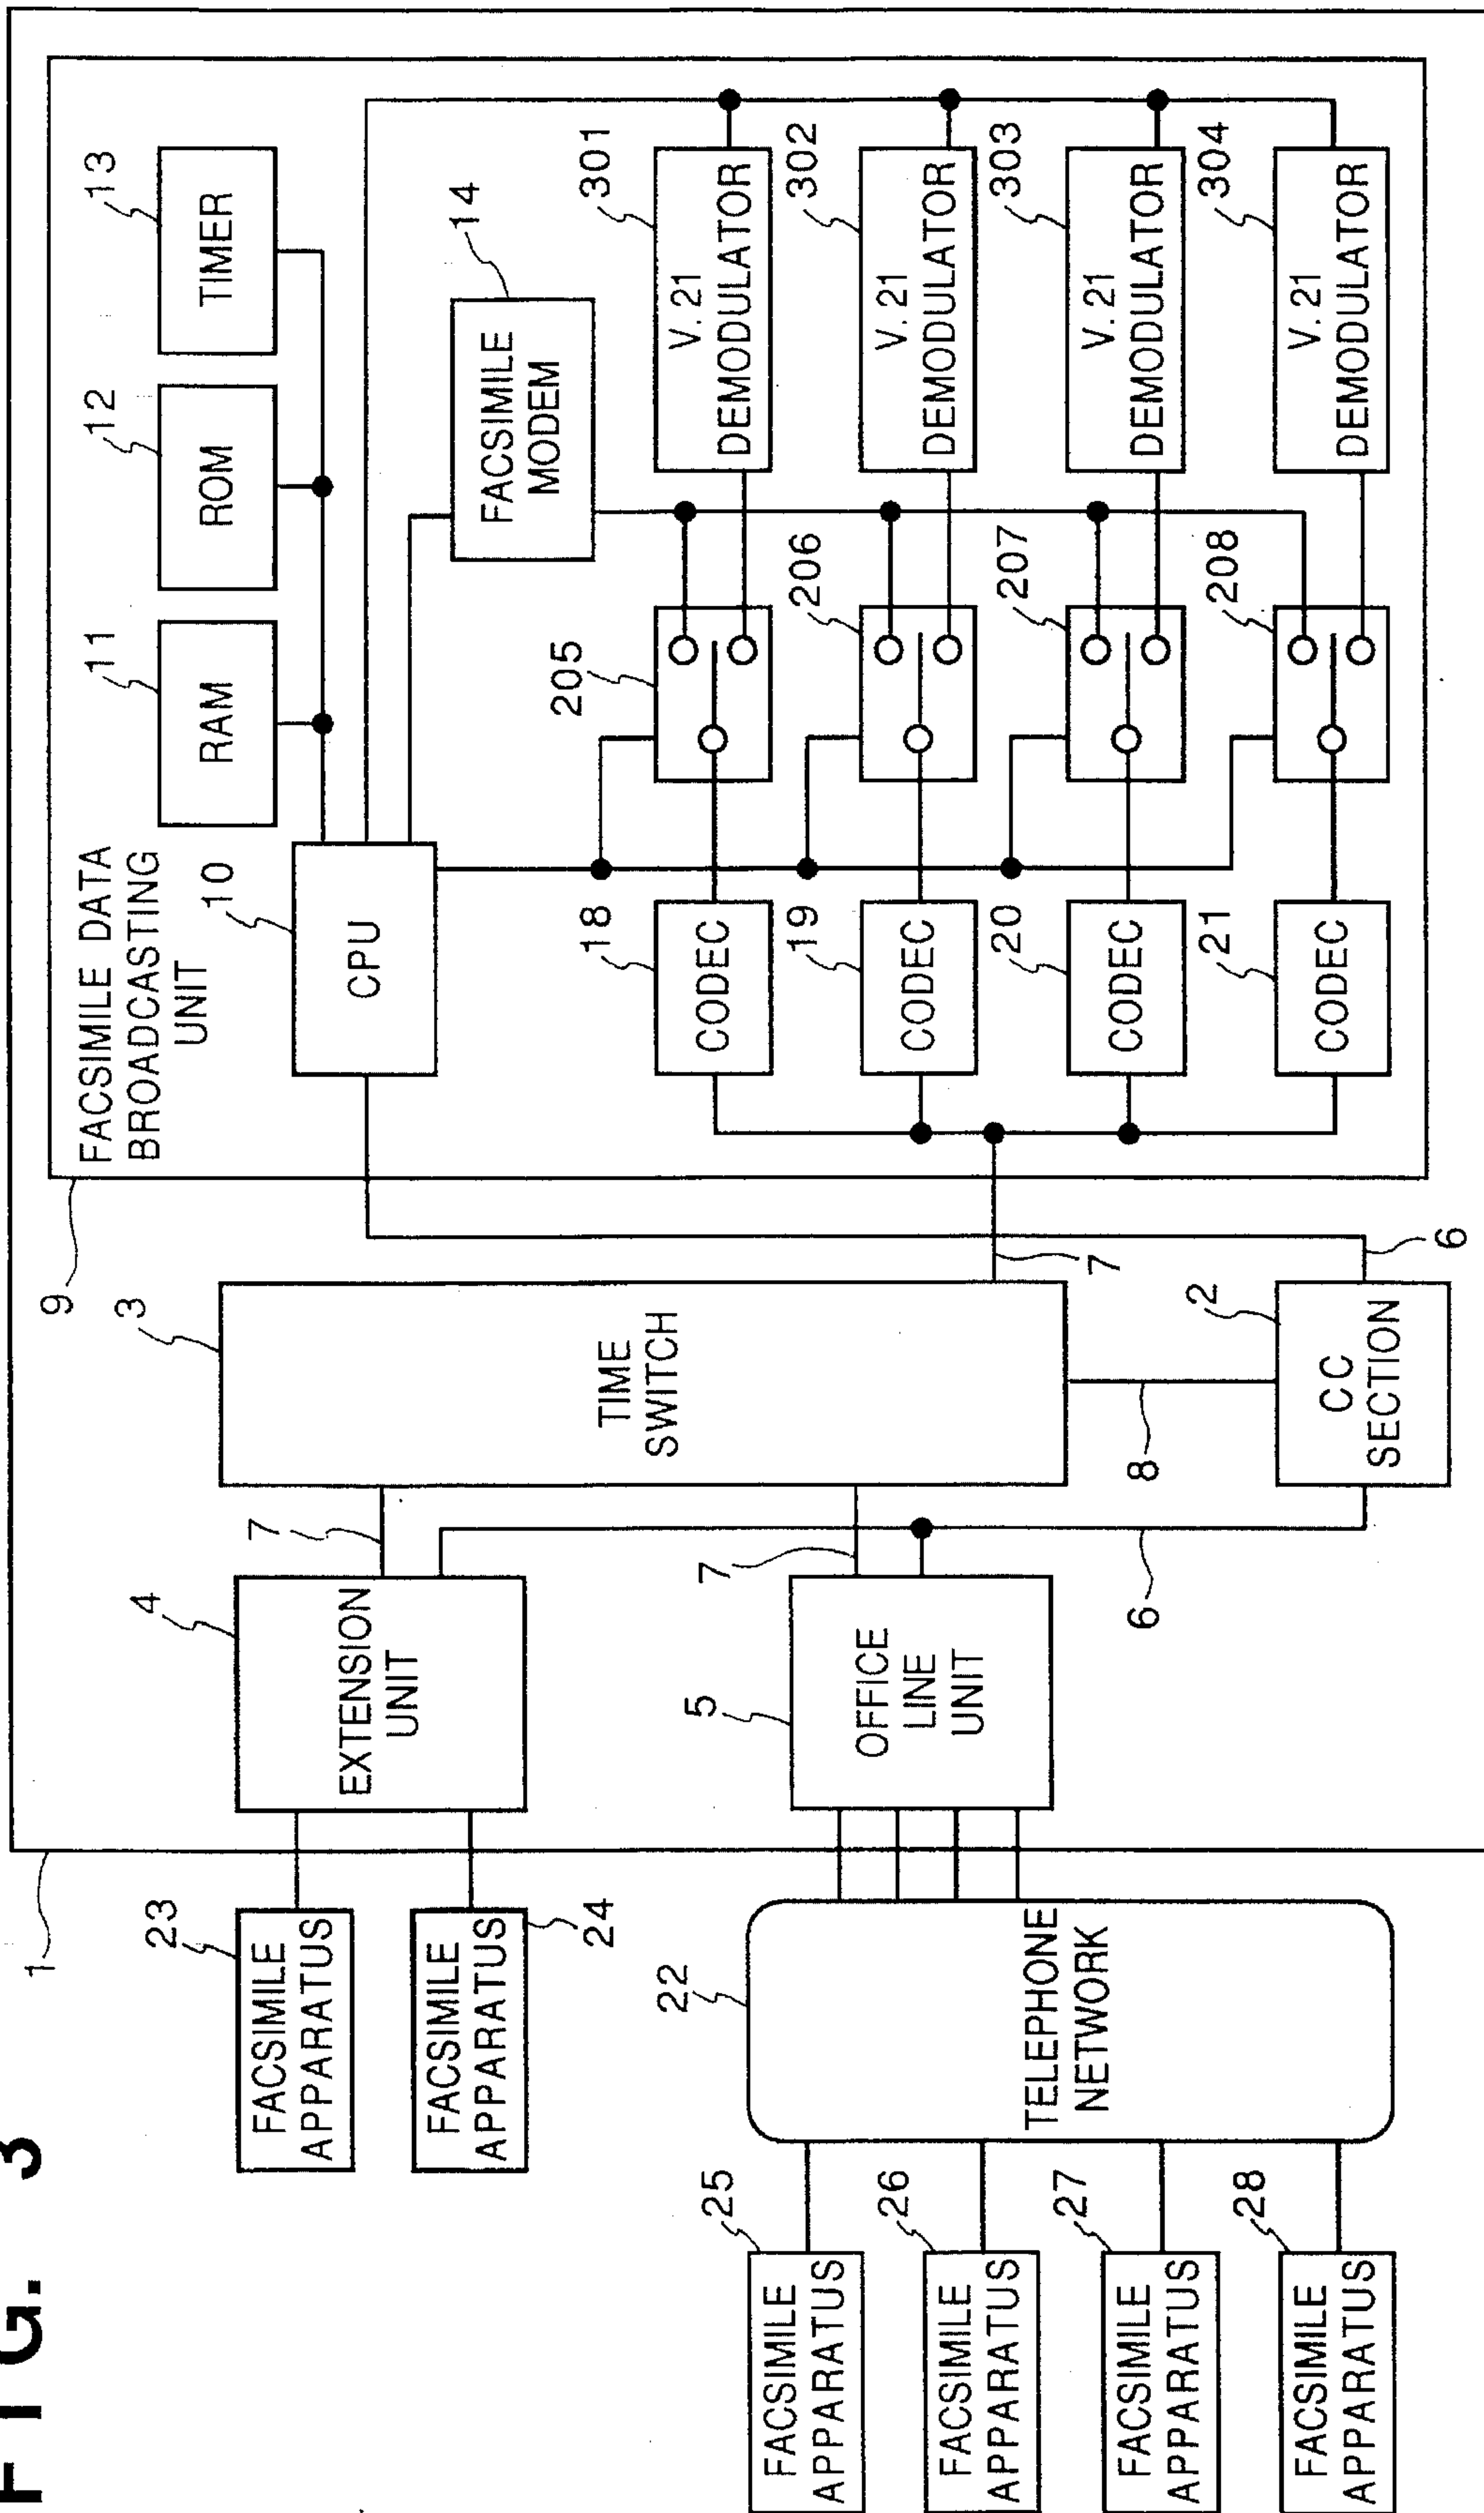 FIG. 3
1
9
FACSIMILE DATA
BROADCASTING
UNIT
10
CPU
11
RAM
12
ROM
13
TIMER
14
FACSIMILE
MODEM
23
FACSIMILE
APPARATUS
24
FACSIMILE
APPARATUS
4
EXTENSION
UNIT
7
3
TIME
SWITCH
18
CODEC
205
301
V.21
DEMODULATOR
19
CODEC
206
302
V.21
DEMODULATOR
20
CODEC
207
303
V.21
DEMODULATOR
21
CODEC
208
304
V.21
DEMODULATOR
25
FACSIMILE
APPARATUS
26
FACSIMILE
APPARATUS
27
FACSIMILE
APPARATUS
28
FACSIMILE
APPARATUS
22
TELEPHONE
NETWORK
5
OFFICE
LINE
UNIT
7
7
6
8
2
CC
SECTION
6